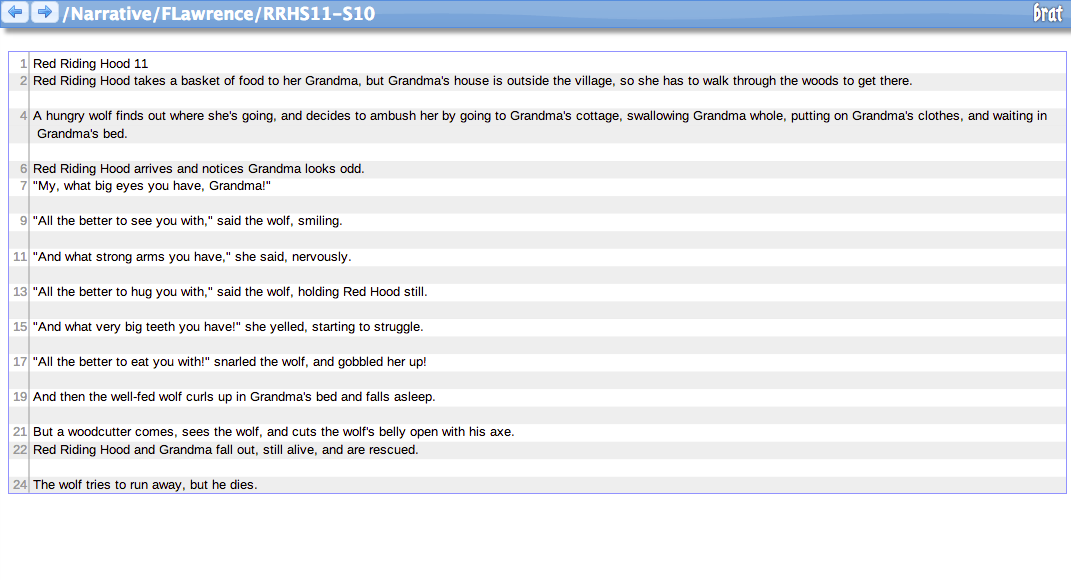 /Narrative/FLawrence/RRHS11-S10
brat
1 Red Riding Hood 11
2 Red Riding Hood takes a basket of food to her Grandma, but Grandma's house is outside the village, so she has to walk through the woods to get there.
4 A hungry wolf finds out where she's going, and decides to ambush her by going to Grandma's cottage, swallowing Grandma whole, putting on Grandma's clothes, and waiting in
Grandma's bed.
6 Red Riding Hood arrives and notices Grandma looks odd.
7 "My, what big eyes you have, Grandma!"
9 "All the better to see you with," said the wolf, smiling.
11 "And what strong arms you have," she said, nervously.
13 "All the better to hug you with," said the wolf, holding Red Hood still.
15 "And what very big teeth you have!" she yelled, starting to struggle.
17 "All the better to eat you with!" snarled the wolf, and gobbled her up!
19 And then the well-fed wolf curls up in Grandma's bed and falls asleep.
21 But a woodcutter comes, sees the wolf, and cuts the wolf's belly open with his axe.
22 Red Riding Hood and Grandma fall out, still alive, and are rescued.
24 The wolf tries to run away, but he dies.